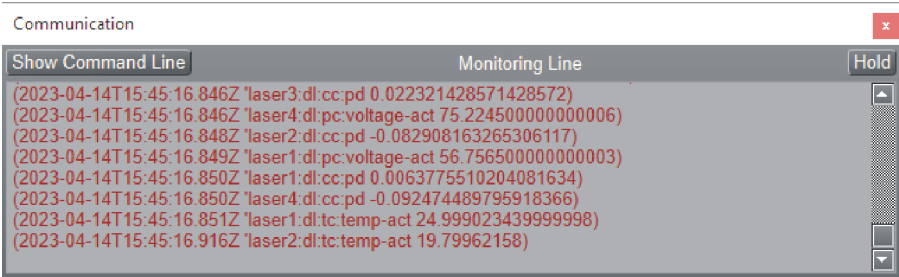 Communication
x
Show Command Line
Monitoring Line
Hold
(2023-04-14T15:45:16.846Z 'laser3:dl:cc:pd 0.022321428571428572)
(2023-04-14T15:45:16.846Z 'laser4:dl:pc:voltage-act 75.224500000000006)
(2023-04-14T15:45:16.848Z 'laser2:dl:cc:pd -0.082908163265306117)
(2023-04-14T15:45:16.849Z 'laser1:dl:pc:voltage-act 56.756500000000003)
(2023-04-14T15:45:16.850Z 'laser1:dl:cc:pd 0.0063775510204081634)
(2023-04-14T15:45:16.850Z 'laser4:dl:cc:pd -0.092474489795918366)
(2023-04-14T15:45:16.851Z 'laser1:dl:tc:temp-act 24.999023439999998)
(2023-04-14T15:45:16.916Z 'laser2:dl:tc:temp-act 19.79962158)